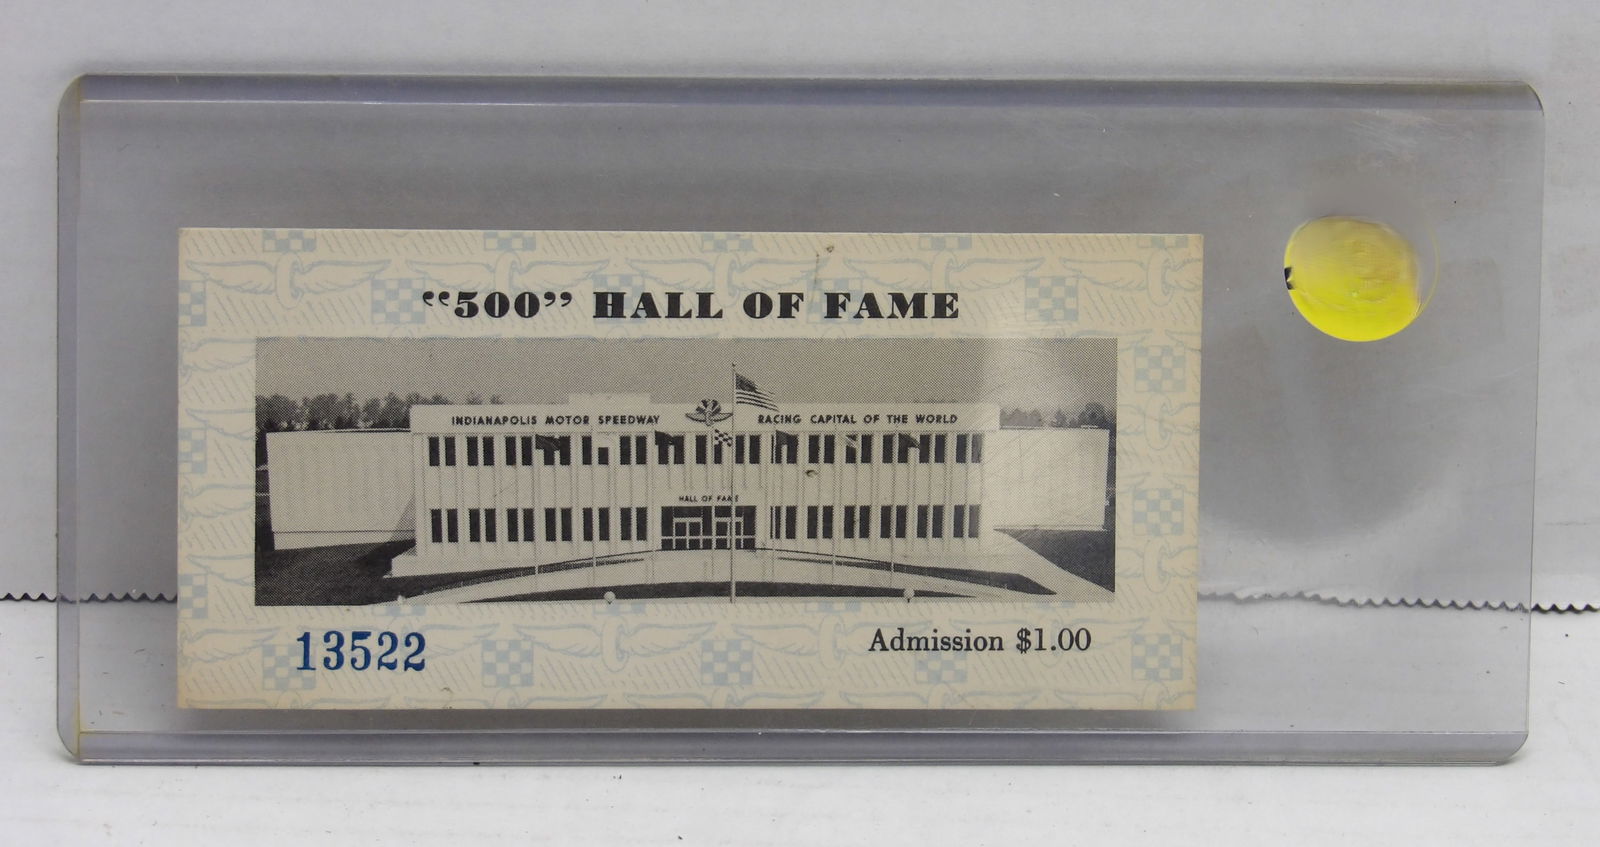 “500” HALL OF FAME
INDIANAPOLIS MOTOR SPEEDWAY RACING CAPITAL OF THE WORLD
HALL OF FAME
13522
Admission $1.00